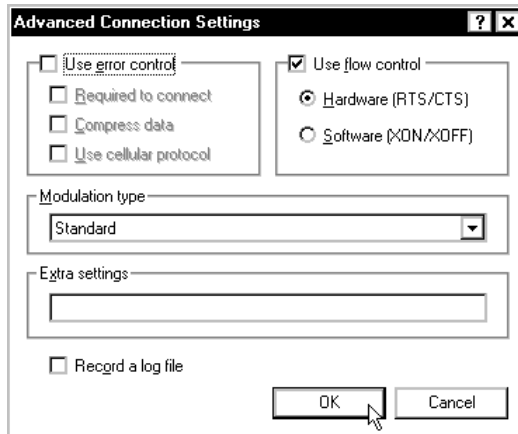 Advanced Connection Settings
Use error control
Required to connect
Compress data
Use cellular protocol
Use flow control
Hardware (RTS/CTS)
Software (XON/XOFF)
Modulation type
Standard
Extra settings
Record a log file
OK
Cancel